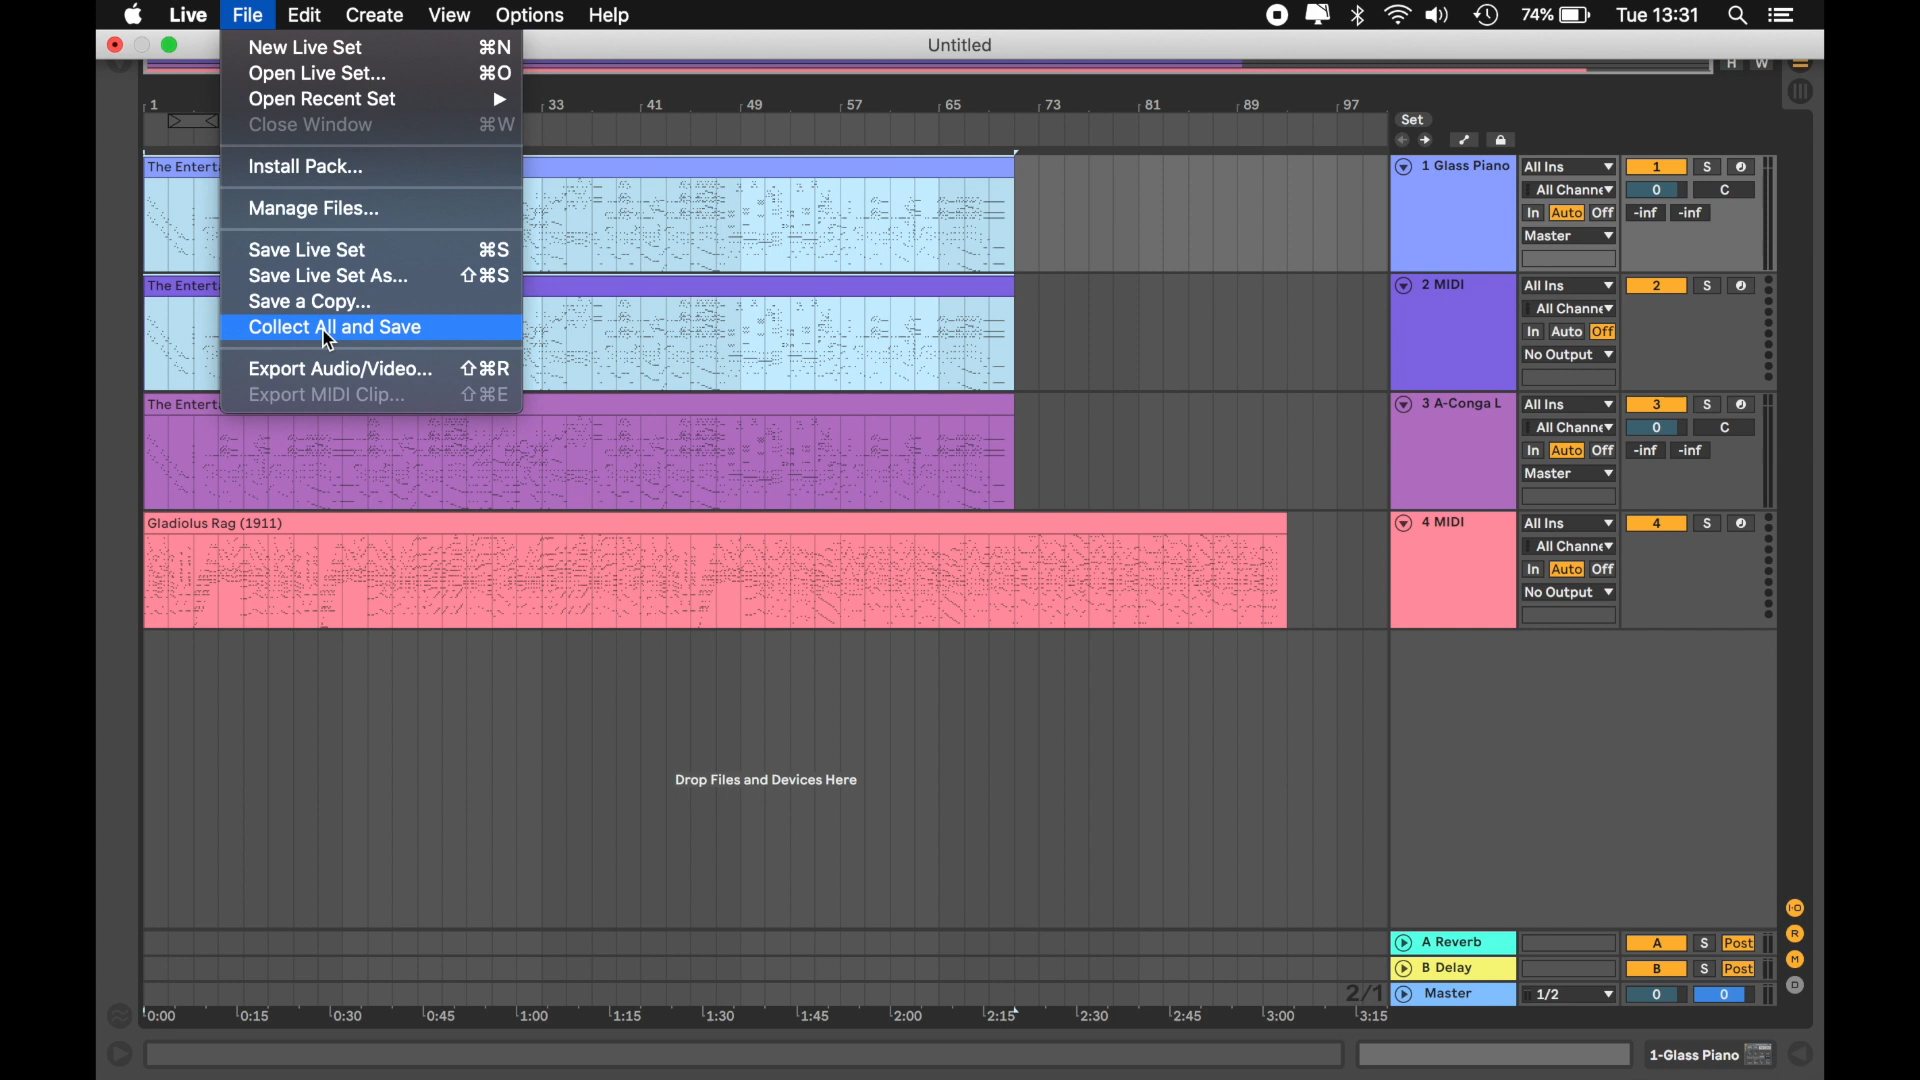 Live File Edit Create View Options Help 74% Tue 13:31
Untitled
New Live Set ⌘N
Open Live Set... ⌘O
Open Recent Set ▶
Close Window ⌘W
Install Pack...
Manage Files...
Save Live Set ⌘S
Save Live Set As... ⇧⌘S
Save a Copy...
Collect All and Save
Export Audio/Video... ⇧⌘R
Export MIDI Clip... ⇧⌘E
H W
1 33 41 49 57 65 73 81 89 97
Set
The Enterta
1 Glass Piano All Ins 1 S
All Channe 0 C
In Auto Off -inf -inf
Master
The Enterta
2 MIDI All Ins 2 S
All Channe
In Auto Off
No Output
The Enterta
3 A-Conga L All Ins 3 S
All Channe 0 C
In Auto Off -inf -inf
Master
Gladiolus Rag (1911)
4 MIDI All Ins 4 S
All Channe
In Auto Off
No Output
Drop Files and Devices Here
I·O
R
M
D
A Reverb A S Post
B Delay B S Post
2/1 Master 1/2 0 0
0:00 0:15 0:30 0:45 1:00 1:15 1:30 1:45 2:00 2:15 2:30 2:45 3:00 3:15
1-Glass Piano